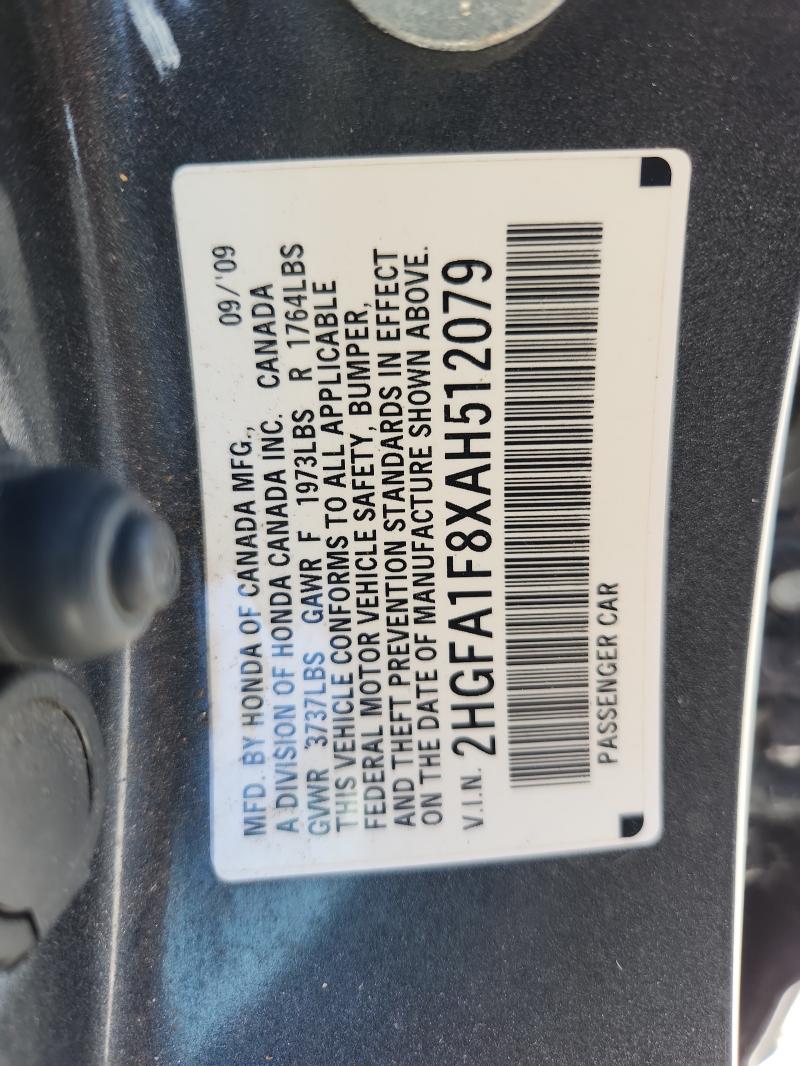 MFD. BY HONDA OF CANADA MFG., 09/'09
A DIVISION OF HONDA CANADA INC. CANADA
GVWR 3737LBS GAWR F 1973LBS R 1764LBS
THIS VEHICLE CONFORMS TO ALL APPLICABLE
FEDERAL MOTOR VEHICLE SAFETY, BUMPER,
AND THEFT PREVENTION STANDARDS IN EFFECT
ON THE DATE OF MANUFACTURE SHOWN ABOVE.
V.I.N. 2HGFA1F8XAH512079
PASSENGER CAR